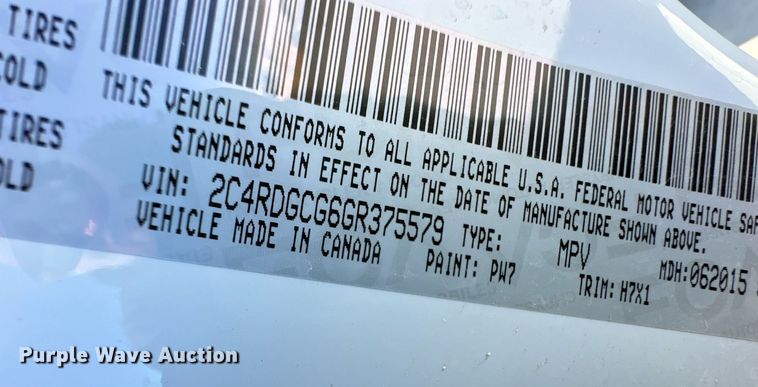 TIRES
COLD
TIRES
THIS VEHICLE CONFORMS TO ALL APPLICABLE U.S.A. FEDERAL MOTOR VEHICLE SAF
STANDARDS IN EFFECT ON THE DATE OF MANUFACTURE SHOWN ABOVE.
VIN: 2C4RDGCG6GR375579 TYPE: MPV MDH:062015
VEHICLE MADE IN CANADA PAINT: PW7 TRIM: H7X1
Purple Wave Auction